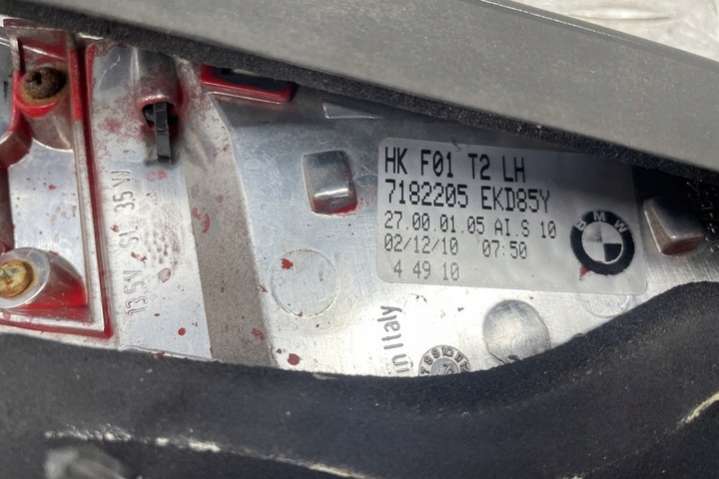 HK F01 T2 LH
7182205 EKD85Y
27.00.01.05 AI.S 10
02/12/10 07:50
4 49 10
BMW
13.5V SL 35W
in Italy